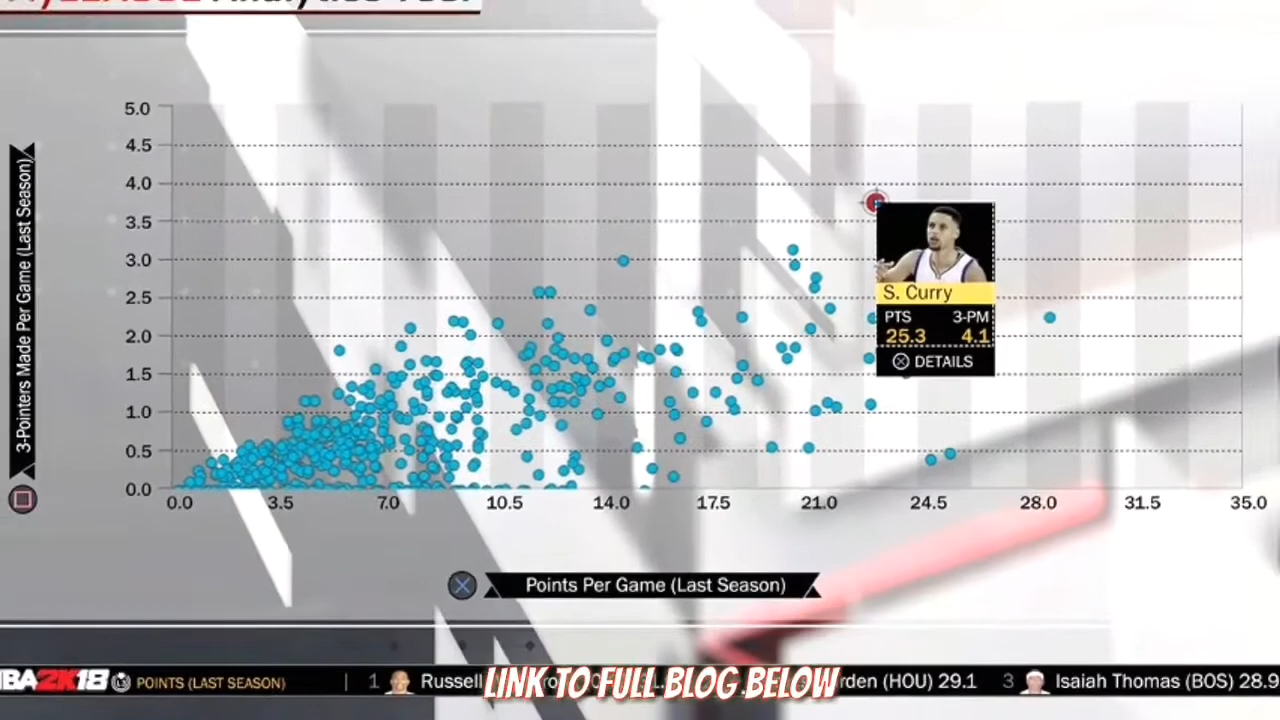 5.0
4.5
4.0
3.5
3.0
2.5
2.0
1.5
1.0
0.5
0.0
3-Pointers Made Per Game (Last Season)
S. Curry
PTS 3-PM
25.3 4.1
DETAILS
0.0 3.5 7.0 10.5 14.0 17.5 21.0 24.5 28.0 31.5 35.0
Points Per Game (Last Season)
NBA2K18 POINTS (LAST SEASON) 1 Russell (HOU) 29.1 3 Isaiah Thomas (BOS) 28.9
LINK TO FULL BLOG BELOW